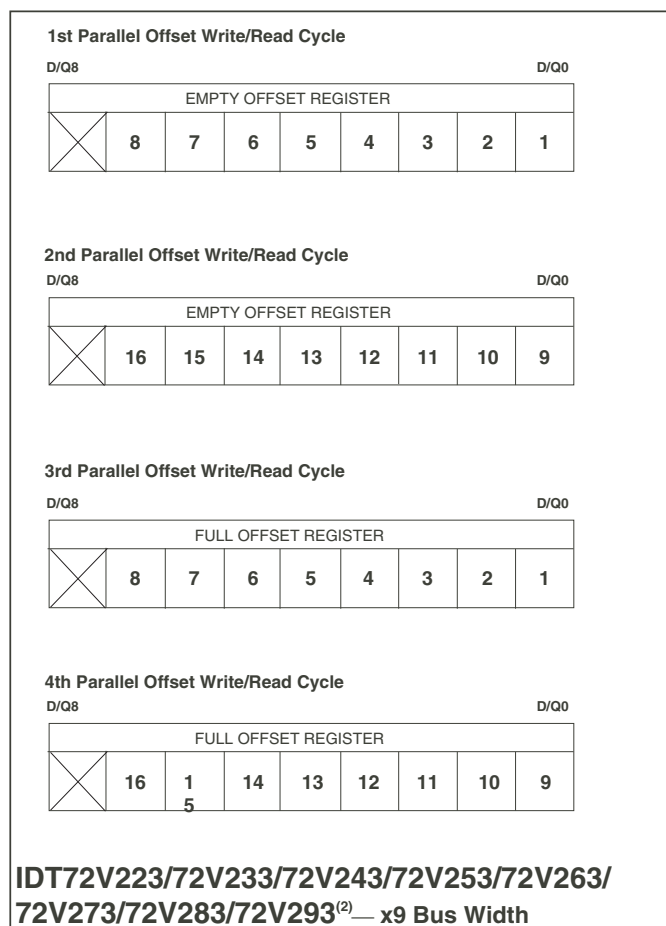 1st Parallel Offset Write/Read Cycle
D/Q8 D/Q0
EMPTY OFFSET REGISTER
8 7 6 5 4 3 2 1
2nd Parallel Offset Write/Read Cycle
D/Q8 D/Q0
EMPTY OFFSET REGISTER
16 15 14 13 12 11 10 9
3rd Parallel Offset Write/Read Cycle
D/Q8 D/Q0
FULL OFFSET REGISTER
8 7 6 5 4 3 2 1
4th Parallel Offset Write/Read Cycle
D/Q8 D/Q0
FULL OFFSET REGISTER
16 15 14 13 12 11 10 9
IDT72V223/72V233/72V243/72V253/72V263/
72V273/72V283/72V293(2)— x9 Bus Width